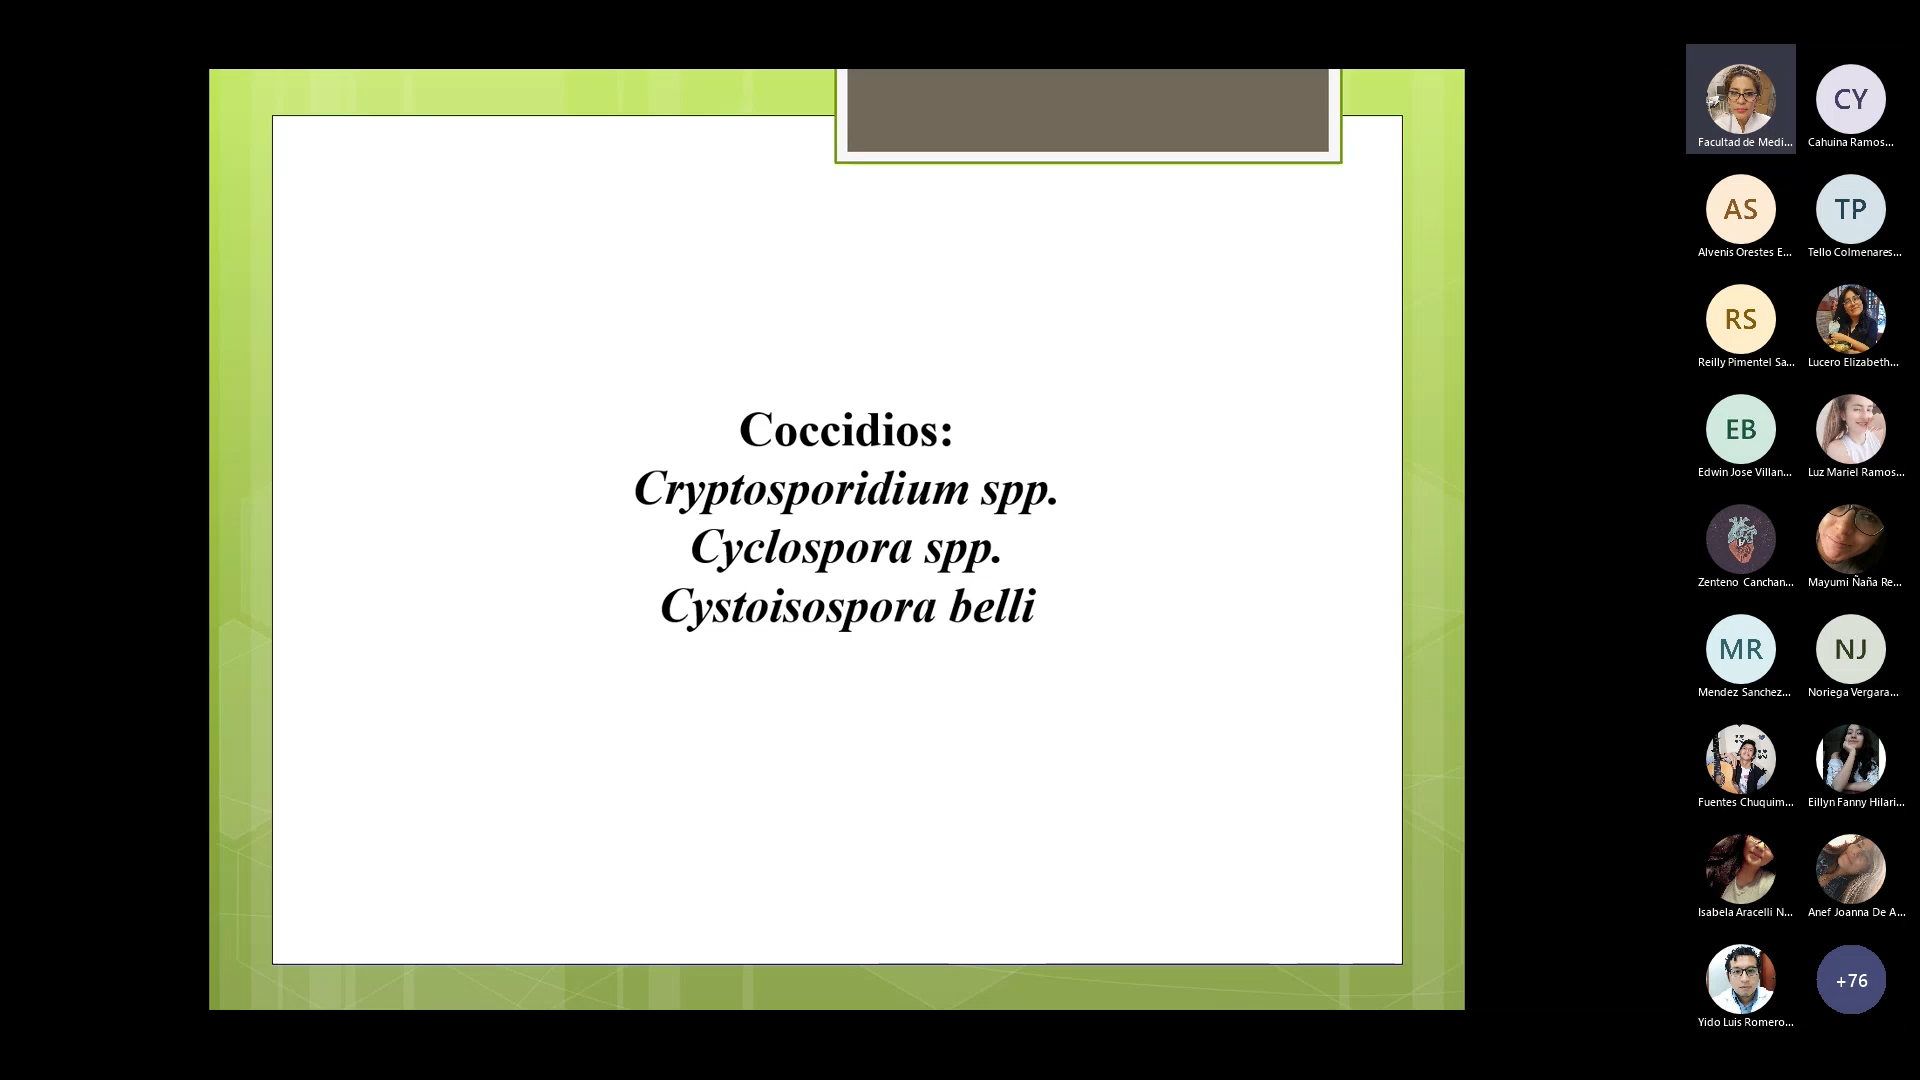 Coccidios:
Cryptosporidium spp.
Cyclospora spp.
Cystoisospora belli
Facultad de Medi...
CY
Cahuina Ramos...
AS
Alvenis Orestes E...
TP
Tello Colmenares...
RS
Reilly Pimentel Sa...
Lucero Elizabeth...
EB
Edwin Jose Villan...
Luz Mariel Ramos...
Zenteno Canchan...
Mayumi Ñaña Re...
MR
Mendez Sanchez...
NJ
Noriega Vergara...
Fuentes Chuquim...
Eillyn Fanny Hilari...
Isabela Aracelli N...
Anef Joanna De A...
Yido Luis Romero...
+76